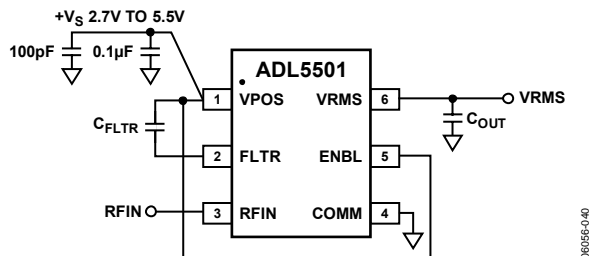 +VS 2.7V TO 5.5V
100pF
0.1µF
ADL5501
1 VPOS VRMS 6
VRMS
CFLTR
COUT
2 FLTR ENBL 5
RFIN
3 RFIN COMM 4
06056-040